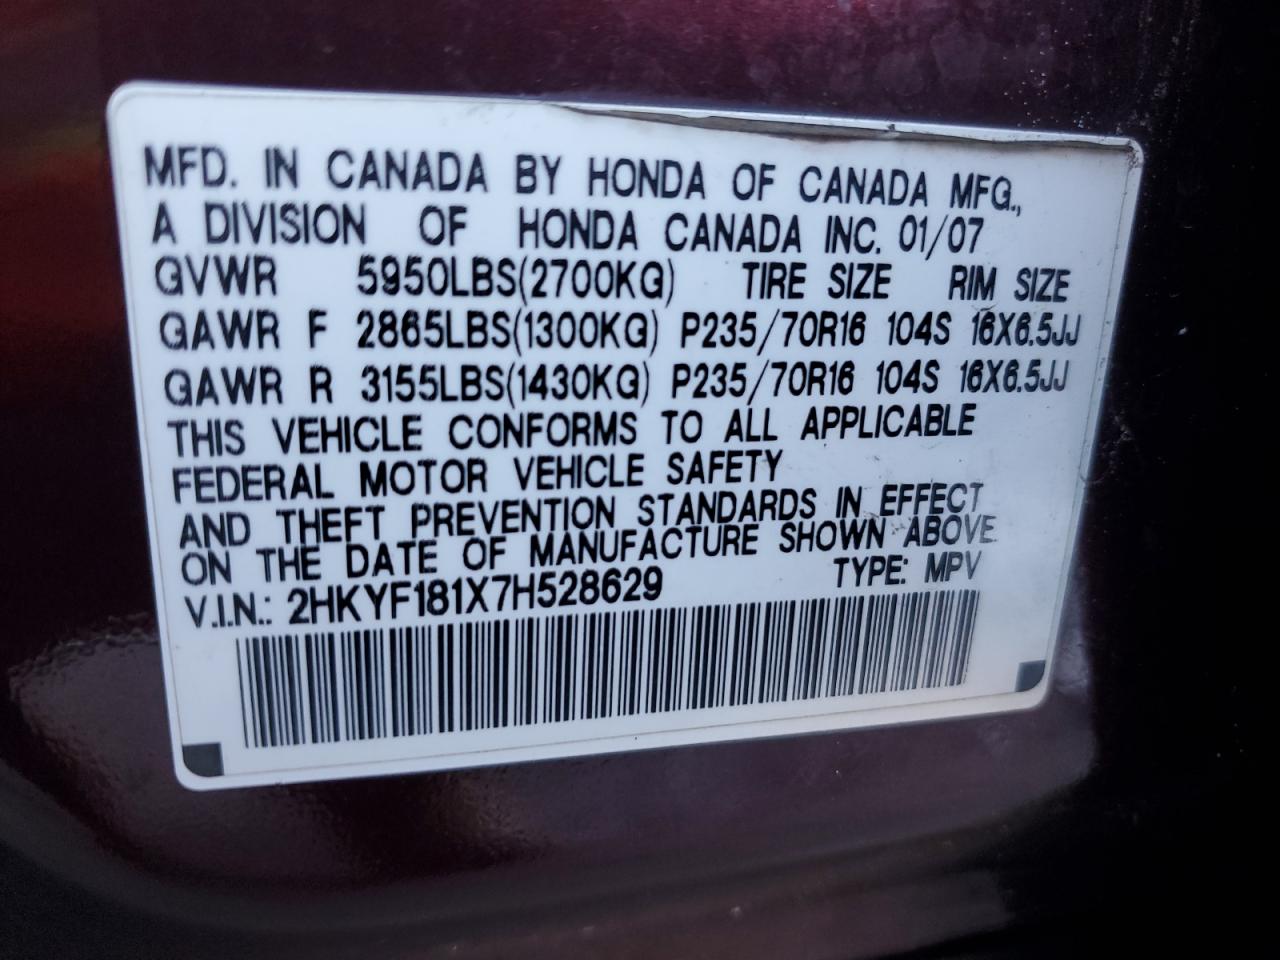 MFD. IN CANADA BY HONDA OF CANADA MFG.,
A DIVISION OF HONDA CANADA INC. 01/07
GVWR 5950LBS(2700KG) TIRE SIZE RIM SIZE
GAWR F 2865LBS(1300KG) P235/70R16 104S 16X6.5JJ
GAWR R 3155LBS(1430KG) P235/70R16 104S 16X6.5JJ
THIS VEHICLE CONFORMS TO ALL APPLICABLE
FEDERAL MOTOR VEHICLE SAFETY
AND THEFT PREVENTION STANDARDS IN EFFECT
ON THE DATE OF MANUFACTURE SHOWN ABOVE
V.I.N.: 2HKYF181X7H528629 TYPE: MPV